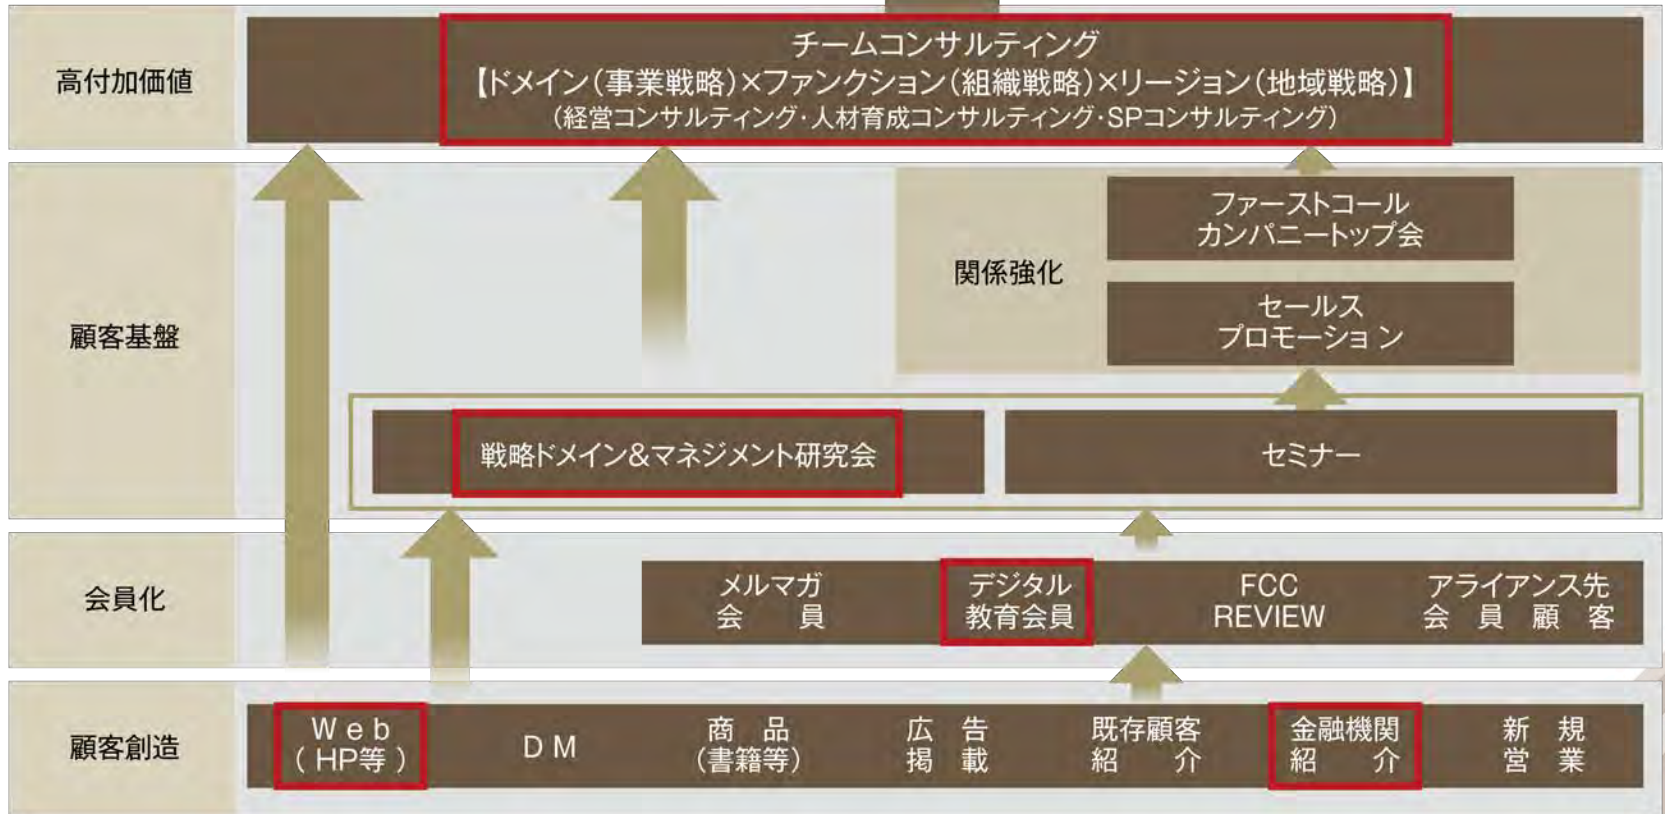 高付加価値
チームコンサルティング
【ドメイン(事業戦略)×ファンクション(組織戦略)×リージョン(地域戦略)】
(経営コンサルティング・人材育成コンサルティング・SPコンサルティング)
顧客基盤
関係強化
ファーストコール
カンパニートップ会
セールス
プロモーション
戦略ドメイン&マネジメント研究会
セミナー
会員化
メルマガ
会員
デジタル
教育会員
FCC
REVIEW
アライアンス先
会員顧客
顧客創造
Web
(HP等)
DM
商品
(書籍等)
広告
掲載
既存顧客
紹介
金融機関
紹介
新規
営業